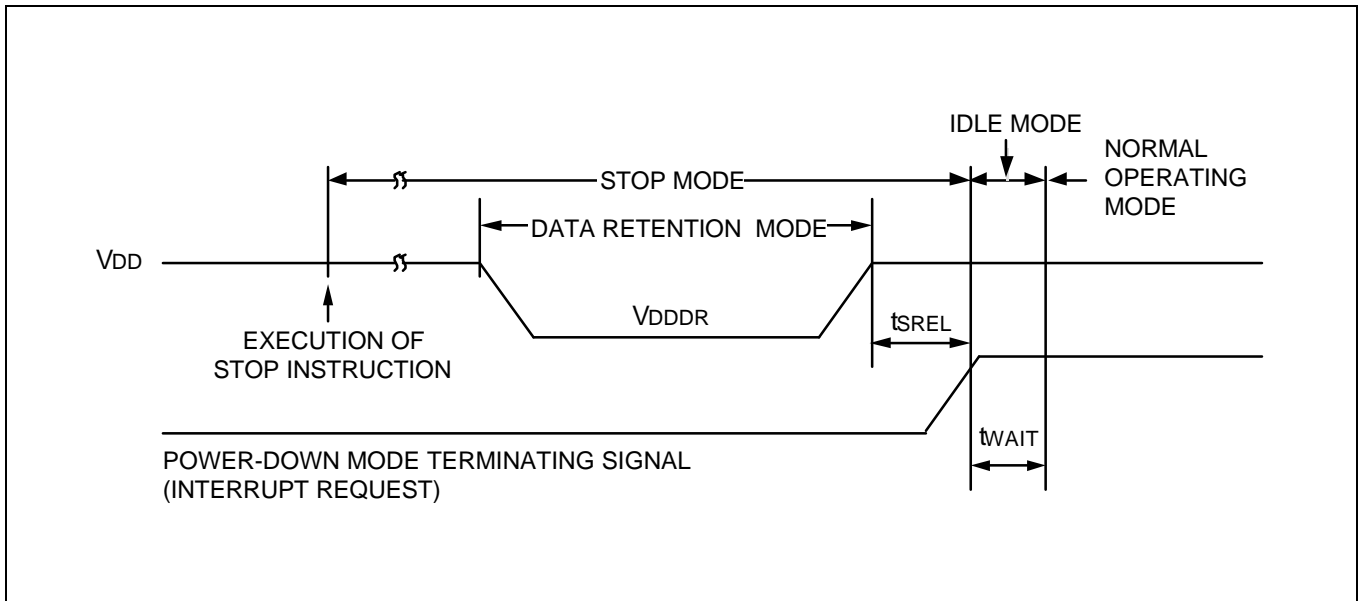 IDLE MODE
NORMAL
OPERATING
MODE
STOP MODE
DATA RETENTION MODE
VDD
VDDDR
tSREL
EXECUTION OF
STOP INSTRUCTION
tWAIT
POWER-DOWN MODE TERMINATING SIGNAL
(INTERRUPT REQUEST)